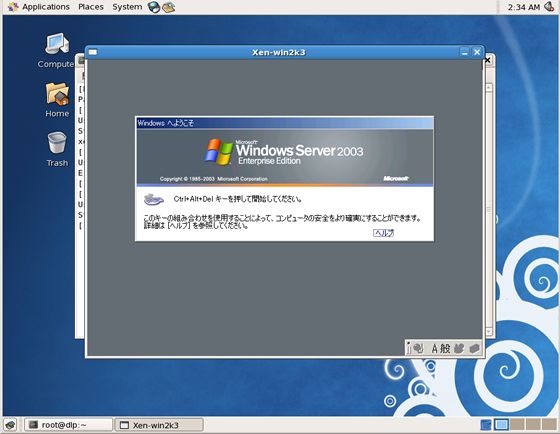 Applications Places System
2:34 AM
Compute
Home
Trash
Xen-win2k3
Windows へようこそ
Microsoft
Windows Server 2003
Enterprise Edition
Copyright © 1985-2003 Microsoft Corporation
Microsoft
Ctrl+Alt+Del キーを押して開始してください。
このキーの組み合わせを使用することによって、コンピュータの安全をより確実にすることができます。
詳細は [ヘルプ] を参照してください。
ヘルプ
A 般
root@dlp:~
Xen-win2k3